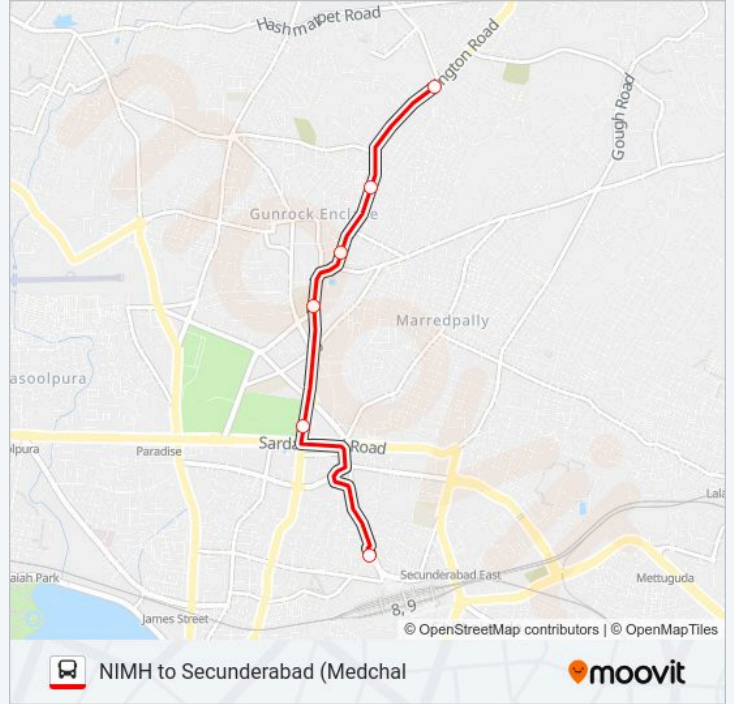 Hashmatpet Road
ngton Road
Gough Road
Gunrock Enclave
Marredpally
asoolpura
lpura
Paradise
Sarda
Road
Lala
aiah Park
Secunderabad East
Mettuguda
8, 9
James Street
© OpenStreetMap contributors | © OpenMapTiles
NIMH to Secunderabad (Medchal
moovit